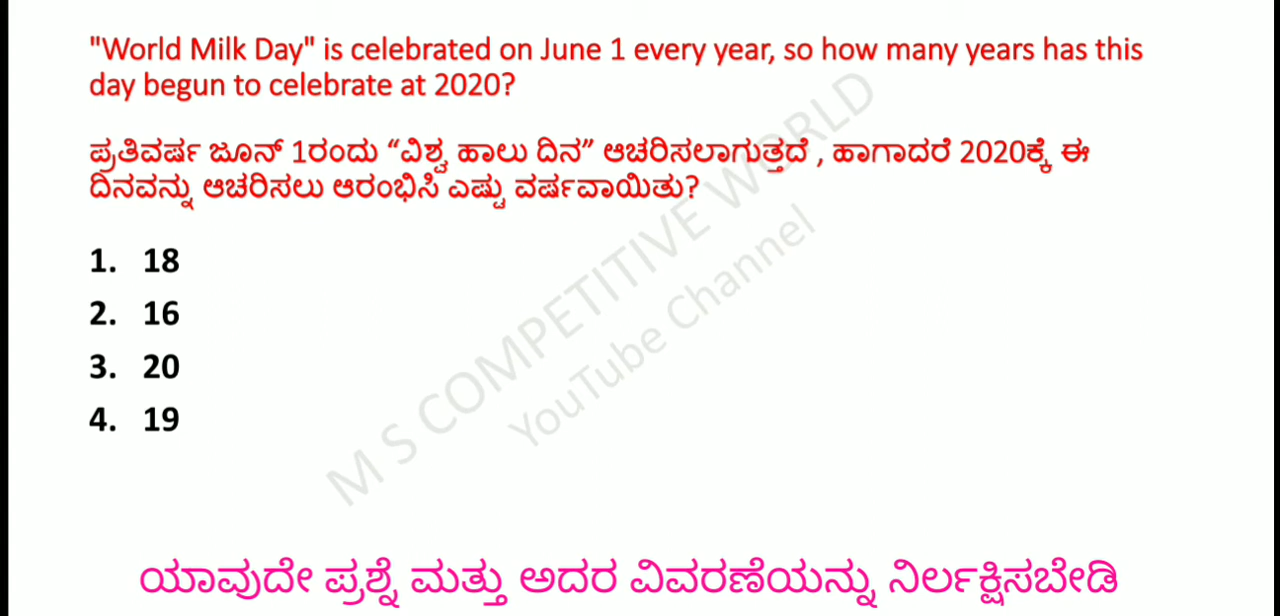 "World Milk Day" is celebrated on June 1 every year, so how many years has this
day begun to celebrate at 2020?
ಪ್ರತಿವರ್ಷ ಜೂನ್ 1ರಂದು “ವಿಶ್ವ ಹಾಲು ದಿನ” ಆಚರಿಸಲಾಗುತ್ತದೆ , ಹಾಗಾದರೆ 2020ಕ್ಕೆ ಈ
ದಿನವನ್ನು ಆಚರಿಸಲು ಆರಂಭಿಸಿ ಎಷ್ಟು ವರ್ಷವಾಯಿತು?
1. 18
2. 16
3. 20
4. 19
M S COMPETITIVE WORLD
YouTube Channel
ಯಾವುದೇ ಪ್ರಶ್ನೆ ಮತ್ತು ಅದರ ವಿವರಣೆಯನ್ನು ನಿರ್ಲಕ್ಷಿಸಬೇಡಿ